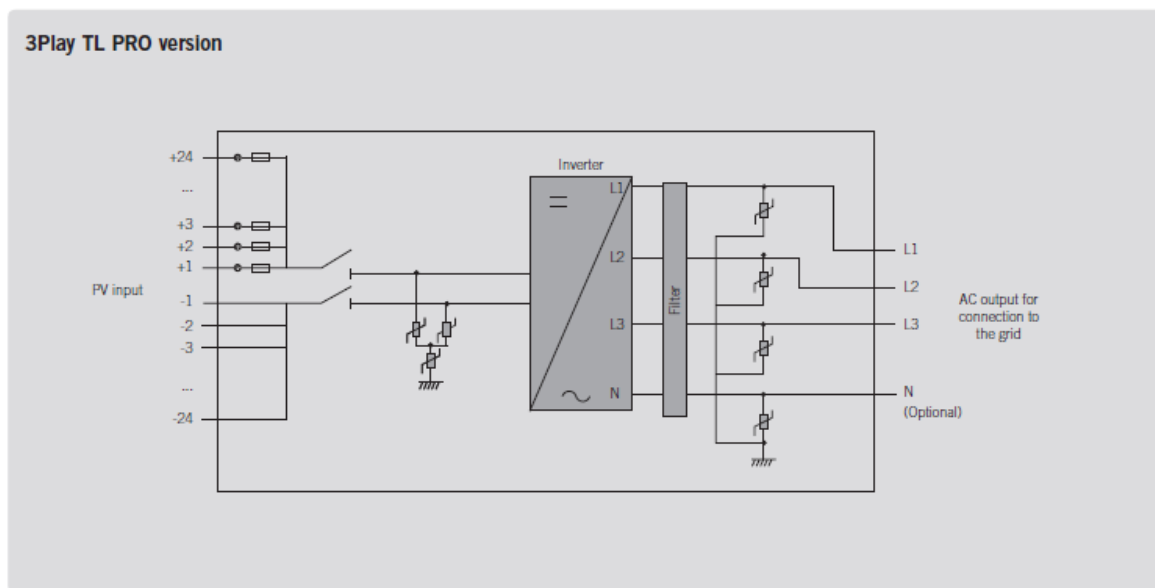 3Play TL PRO version
+24
...
+3
+2
+1
PV input
-1
-2
-3
...
-24
Inverter
L1
L2
L3
N
Filter
L1
L2
L3
N
(Optional)
AC output for
connection to
the grid